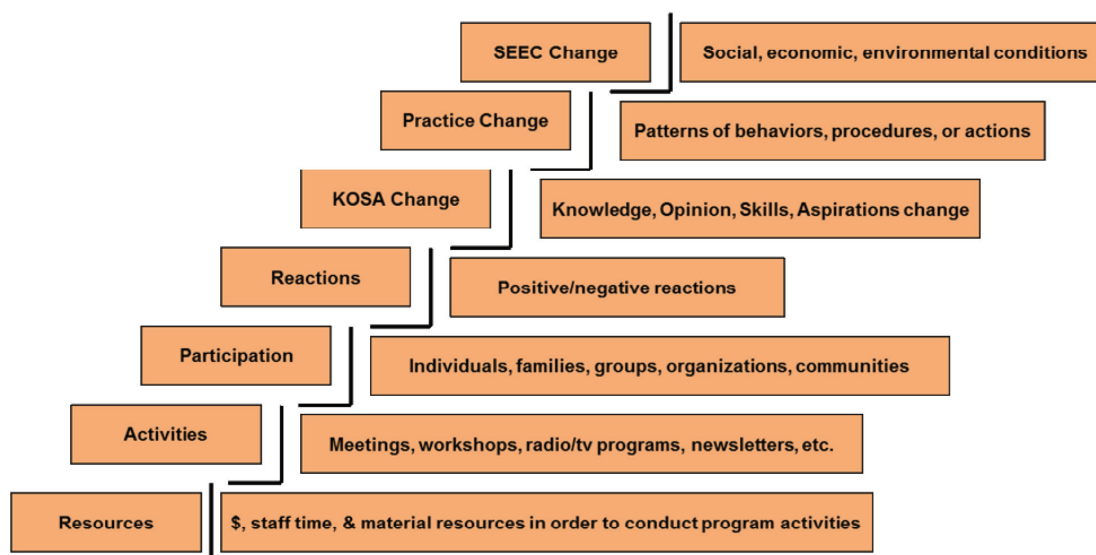 SEEC Change
Social, economic, environmental conditions
Practice Change
Patterns of behaviors, procedures, or actions
KOSA Change
Knowledge, Opinion, Skills, Aspirations change
Reactions
Positive/negative reactions
Participation
Individuals, families, groups, organizations, communities
Activities
Meetings, workshops, radio/tv programs, newsletters, etc.
Resources
$, staff time, & material resources in order to conduct program activities